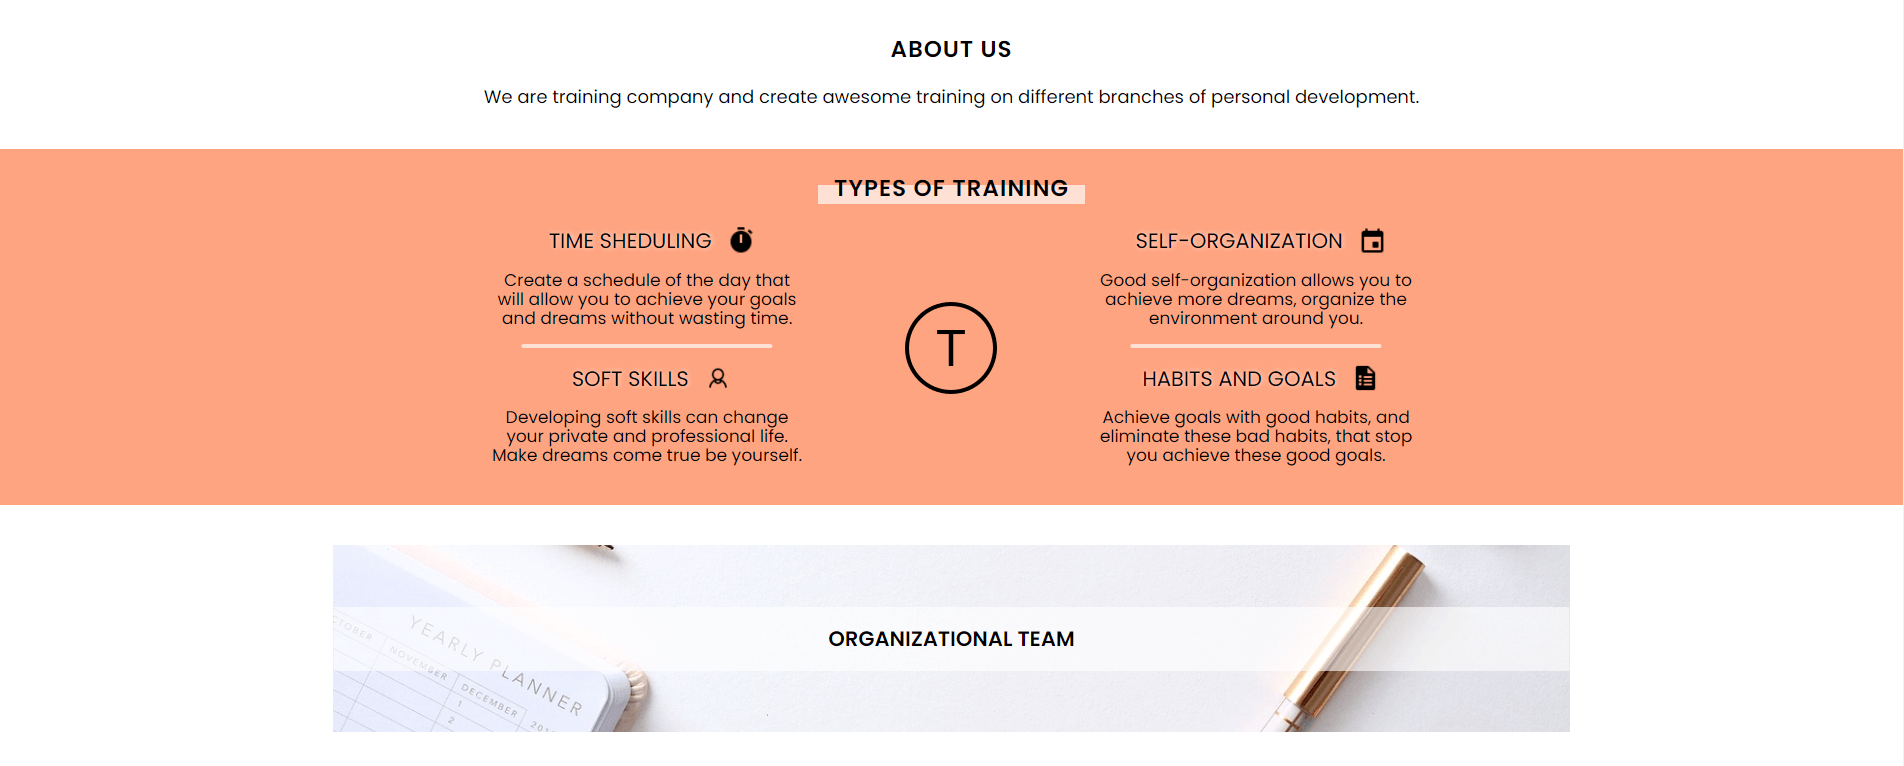 ABOUT US
We are training company and create awesome training on different branches of personal development.
TYPES OF TRAINING
TIME SHEDULING
Create a schedule of the day that
will allow you to achieve your goals
and dreams without wasting time.
SOFT SKILLS
Developing soft skills can change
your private and professional life.
Make dreams come true be yourself.
T
SELF-ORGANIZATION
Good self-organization allows you to
achieve more dreams, organize the
environment around you.
HABITS AND GOALS
Achieve goals with good habits, and
eliminate these bad habits, that stop
you achieve these good goals.
ORGANIZATIONAL TEAM
YEARLY PLANNER
NOVEMBER
DECEMBER
1
2